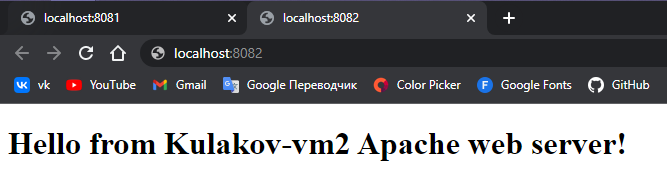 localhost:8081 localhost:8082
localhost:8082
vk YouTube Gmail Google Переводчик Color Picker Google Fonts GitHub
Hello from Kulakov-vm2 Apache web server!